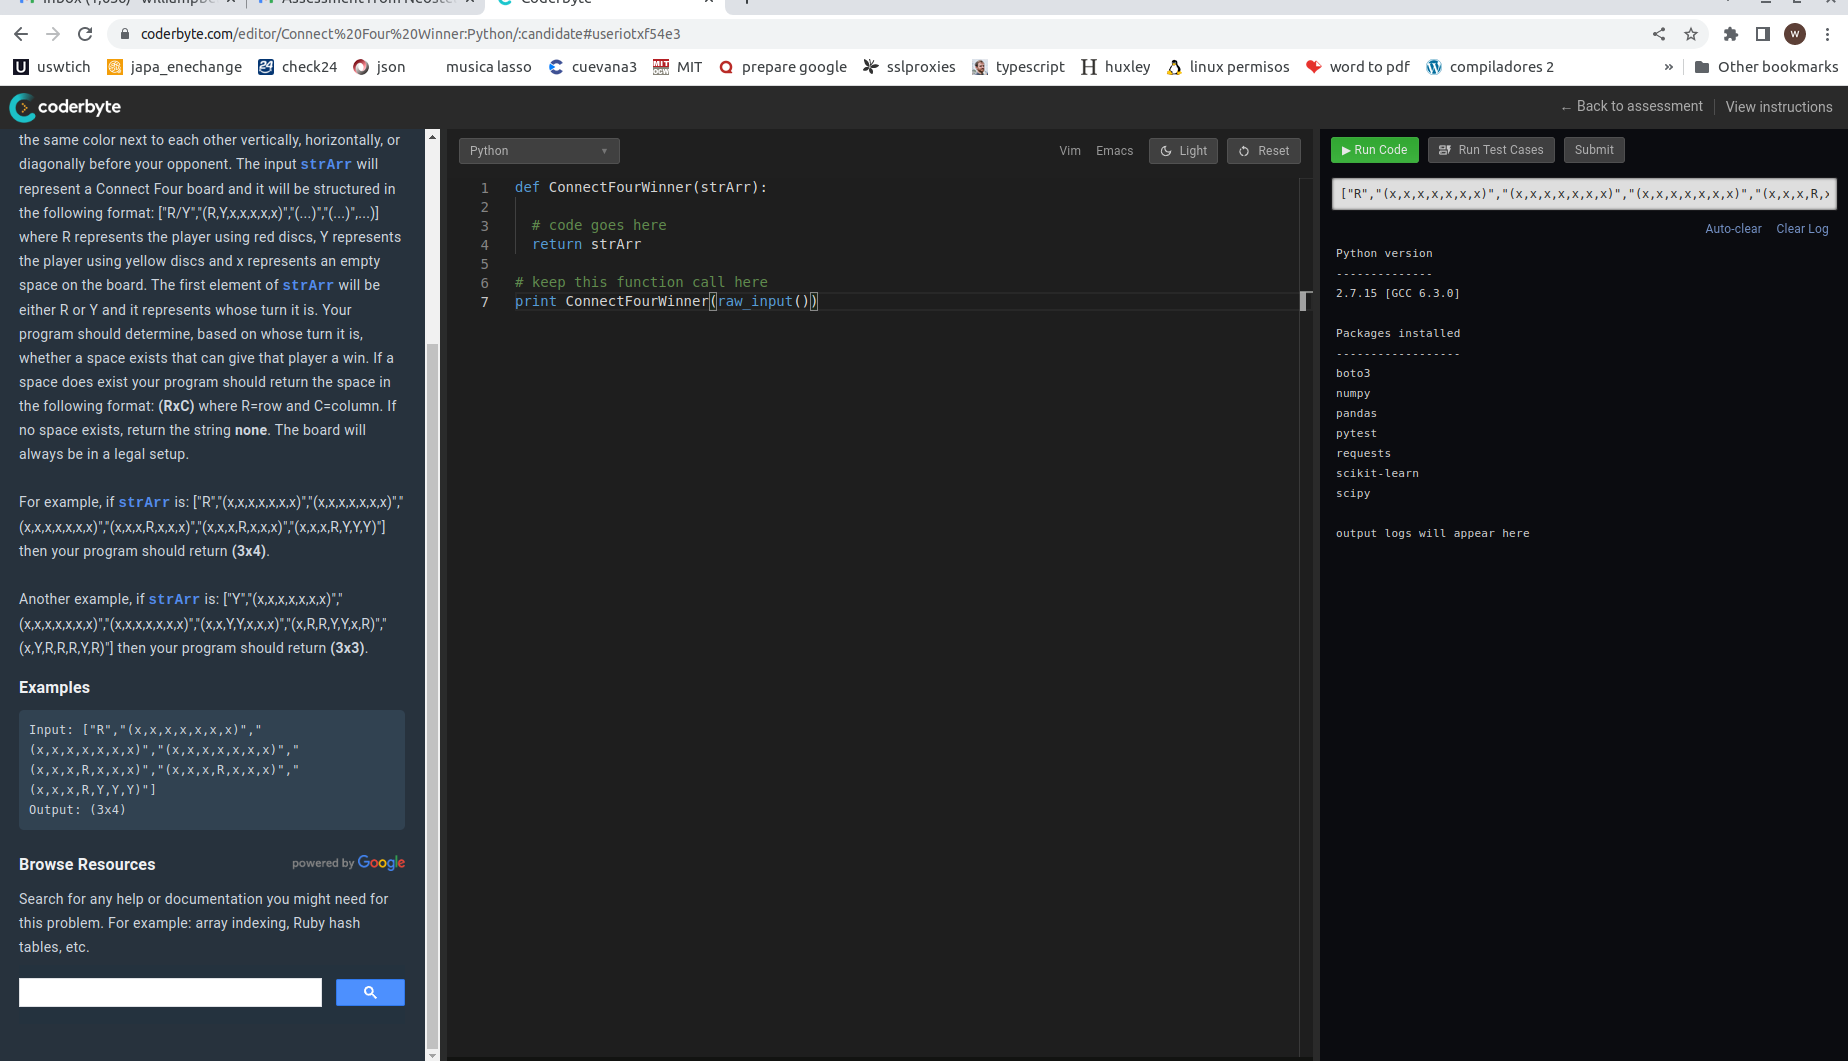 coderbyte.com/editor/Connect%20Four%20Winner:Python/:candidate#useriotxf54e3
W
uswtich
japa_enechange
24
check24
json
musica lasso
cuevana3
MIT
OCW
MIT
prepare google
sslproxies
typescript
huxley
linux permisos
word to pdf
compiladores 2
»
Other bookmarks
coderbyte
← Back to assessment
View instructions
the same color next to each other vertically, horizontally, or
diagonally before your opponent. The input strArr will
represent a Connect Four board and it will be structured in
the following format: ["R/Y","(R,Y,x,x,x,x,x)","(...)","(...)",...)]
where R represents the player using red discs, Y represents
the player using yellow discs and x represents an empty
space on the board. The first element of strArr will be
either R or Y and it represents whose turn it is. Your
program should determine, based on whose turn it is,
whether a space exists that can give that player a win. If a
space does exist your program should return the space in
the following format: (RxC) where R=row and C=column. If
no space exists, return the string none. The board will
always be in a legal setup.
For example, if strArr is: ["R","(x,x,x,x,x,x,x)","(x,x,x,x,x,x,x)","
(x,x,x,x,x,x,x)","(x,x,x,R,x,x,x)","(x,x,x,R,x,x,x)","(x,x,x,R,Y,Y,Y)"]
then your program should return (3x4).
Another example, if strArr is: ["Y","(x,x,x,x,x,x,x)","
(x,x,x,x,x,x,x)","(x,x,x,x,x,x,x)","(x,x,Y,Y,x,x,x)","(x,R,R,Y,Y,x,R)","
(x,Y,R,R,R,Y,R)"] then your program should return (3x3).
Examples
Input: ["R","(x,x,x,x,x,x,x)","
(x,x,x,x,x,x,x)","(x,x,x,x,x,x,x)","
(x,x,x,R,x,x,x)","(x,x,x,R,x,x,x)","
(x,x,x,R,Y,Y,Y)"]
Output: (3x4)
Browse Resources
powered by Google
Search for any help or documentation you might need for
this problem. For example: array indexing, Ruby hash
tables, etc.
Python
Vim
Emacs
Light
Reset
1 def ConnectFourWinner(strArr):
2
3 # code goes here
4 return strArr
5
6 # keep this function call here
7 print ConnectFourWinner(raw_input())
Run Code
Run Test Cases
Submit
["R","(x,x,x,x,x,x,x)","(x,x,x,x,x,x,x)","(x,x,x,x,x,x,x)","(x,x,x,R,x
Auto-clear
Clear Log
Python version
--------------
2.7.15 [GCC 6.3.0]
Packages installed
------------------
boto3
numpy
pandas
pytest
requests
scikit-learn
scipy
output logs will appear here